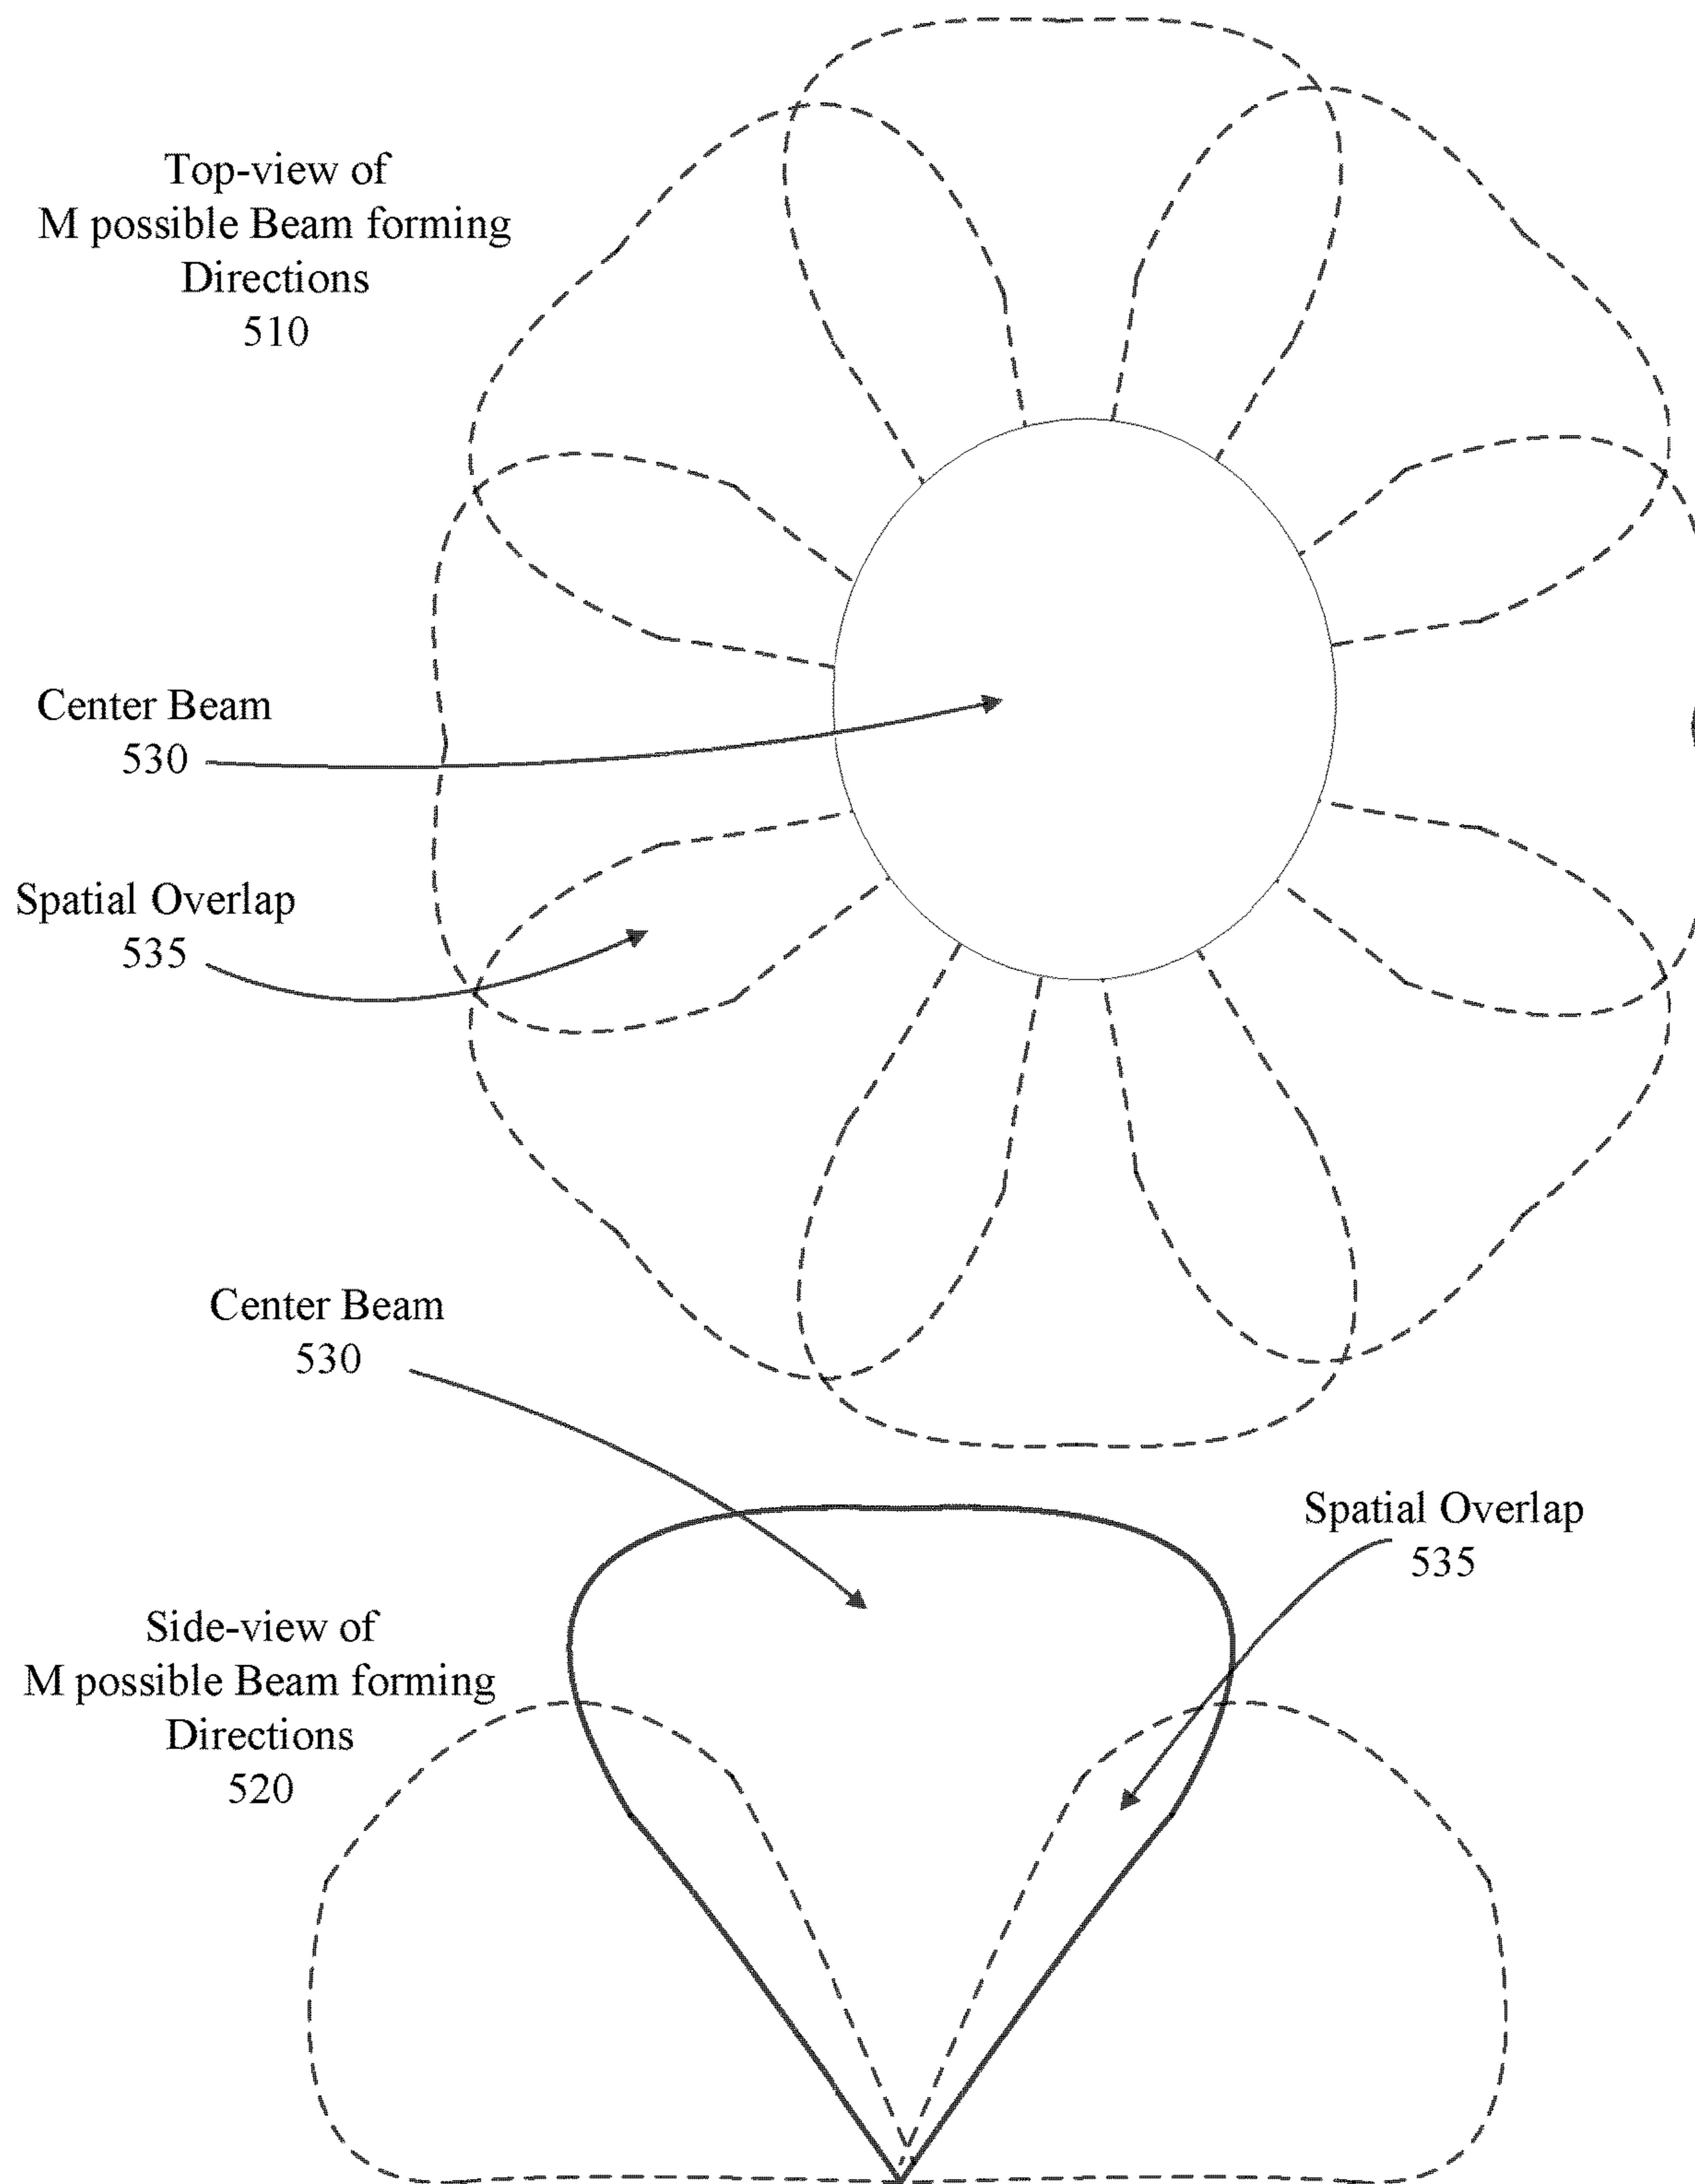 Top-view of
M possible Beam forming
Directions
510
Center Beam
530
Spatial Overlap
535
Center Beam
530
Spatial Overlap
535
Side-view of
M possible Beam forming
Directions
520